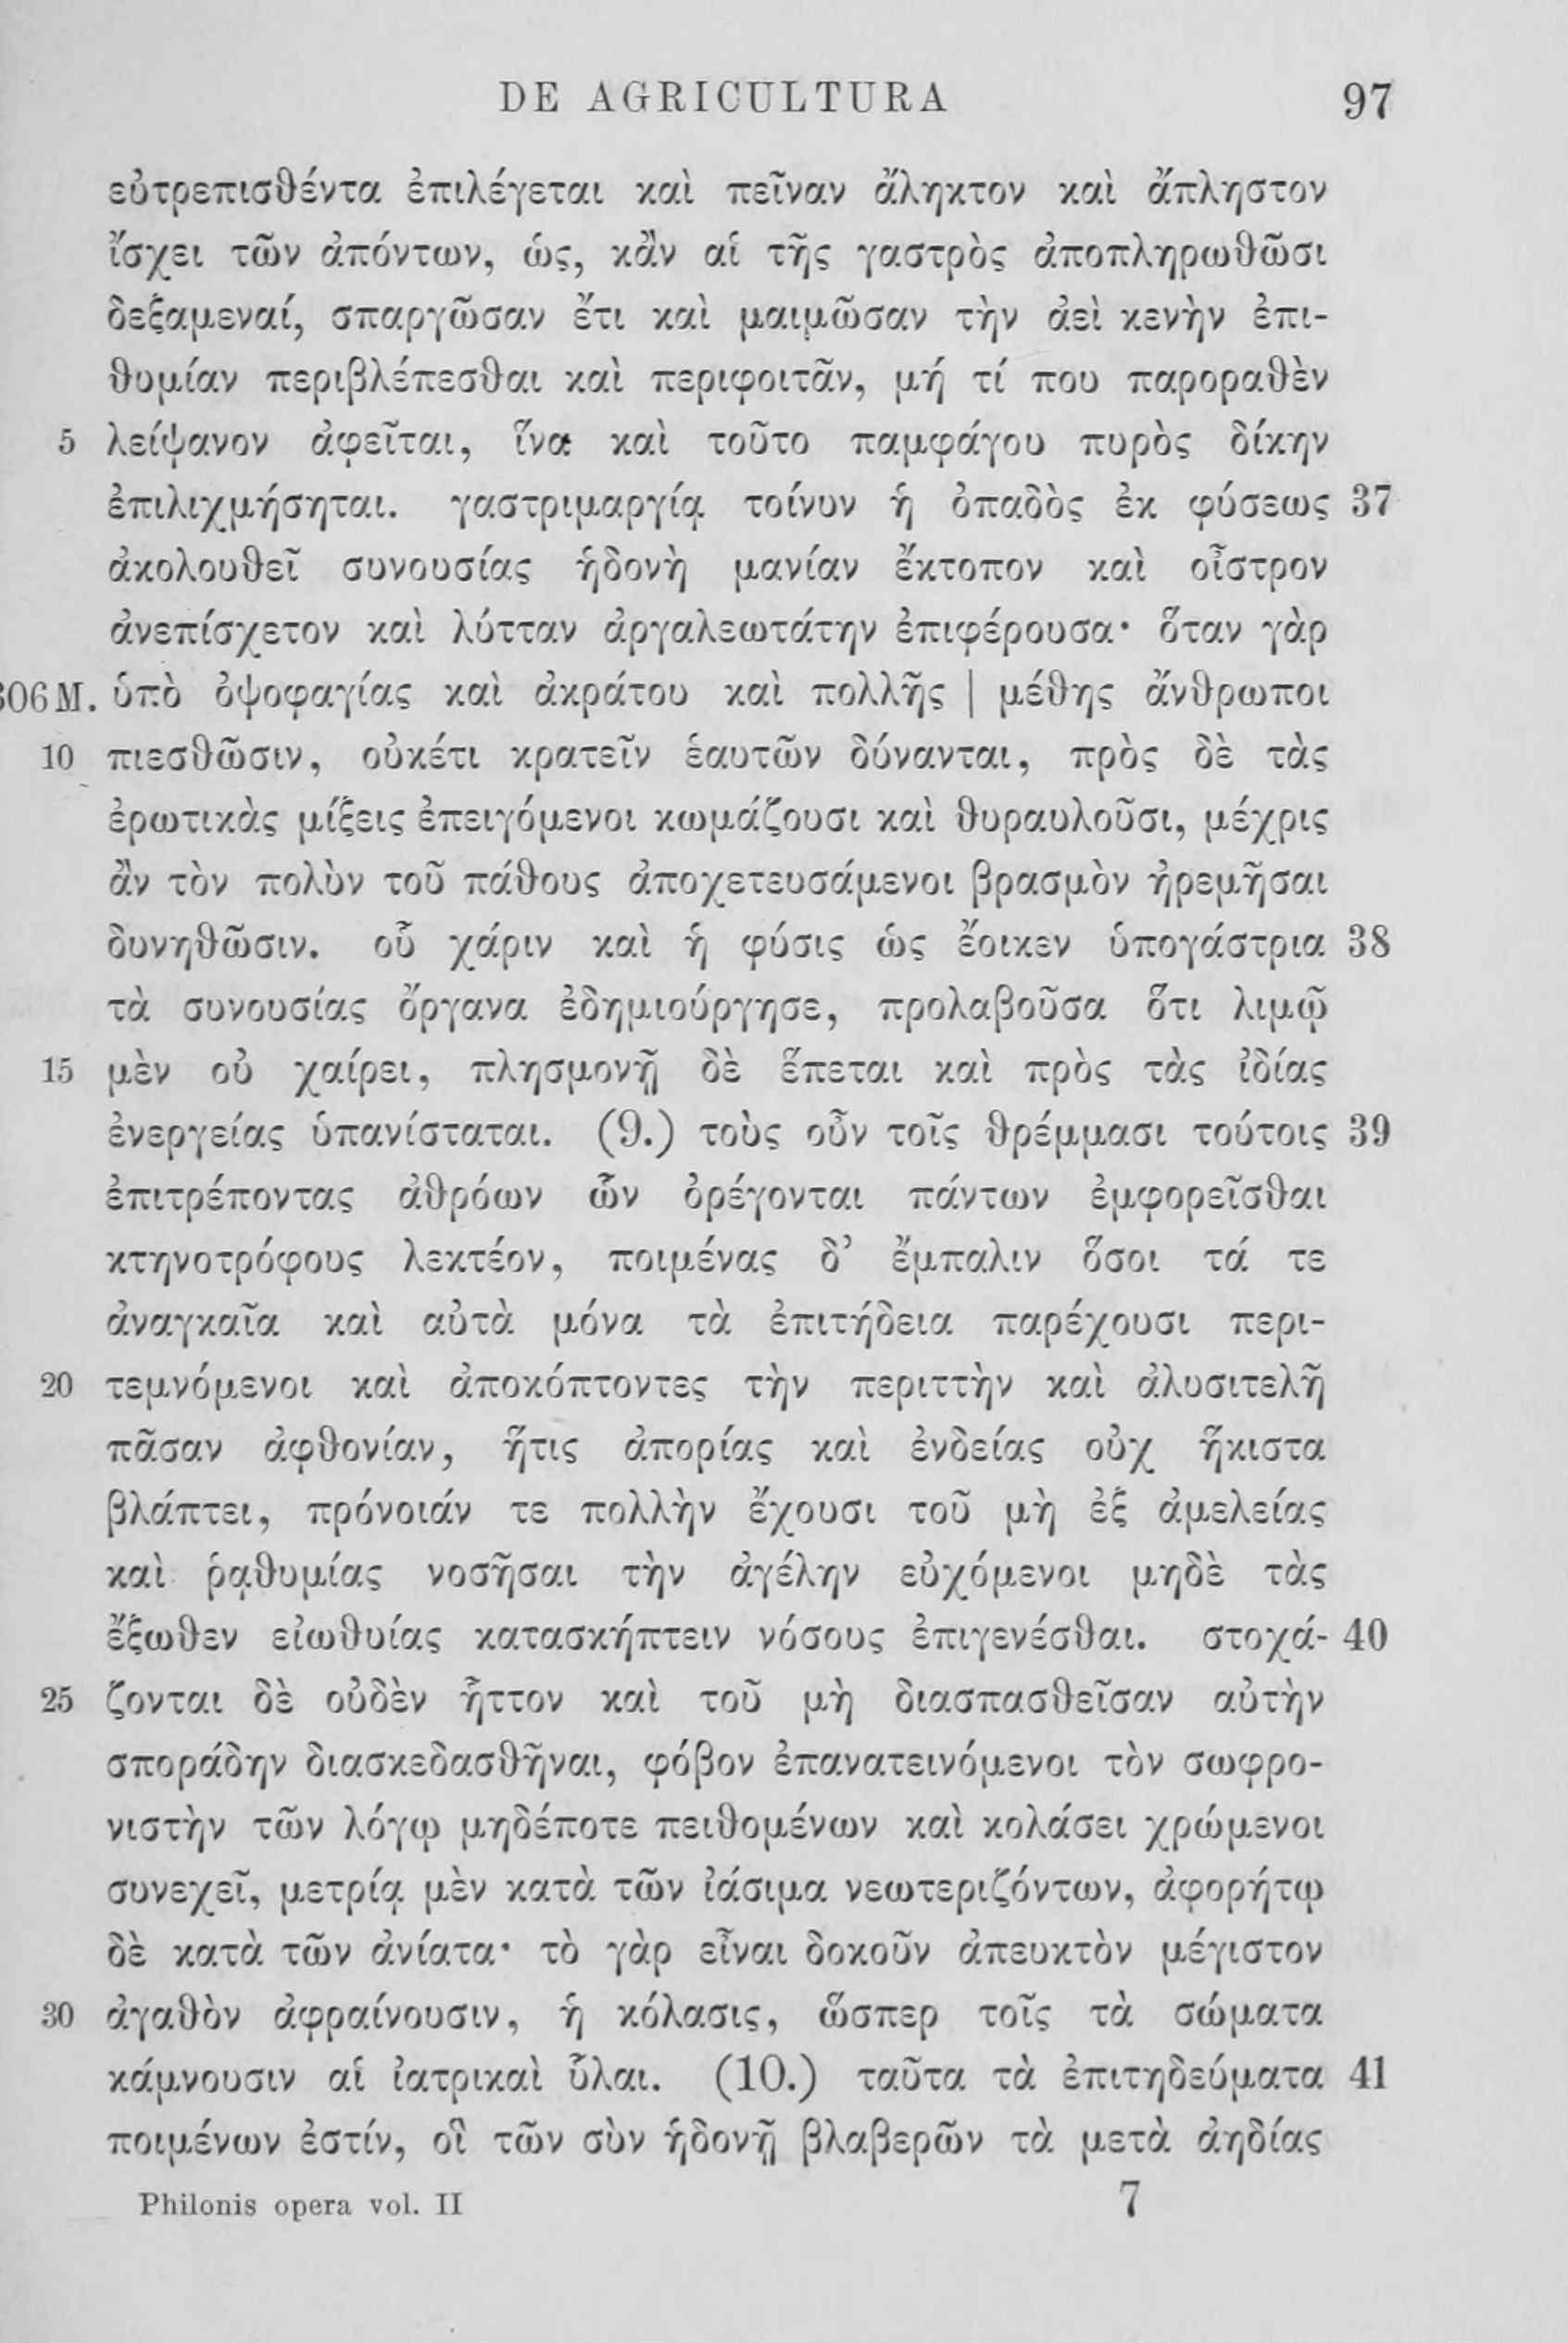 DE AGRICULTURA 97
εὐτρεπισθέντα ἐπιλέγεται καὶ πεῖναν ἄληκτον καὶ ἄπληστον
ἴσχει τῶν ἀπόντων, ὡς, κἂν αἱ τῆς γαστρὸς ἀποπληρωθῶσι
δεξαμεναί, σπαργῶσαν ἔτι καὶ μαιμῶσαν τὴν ἀεὶ κενὴν ἐπι-
θυμίαν περιβλέπεσθαι καὶ περιφοιτᾶν, μή τί που παροραθὲν
5 λείψανον ἀφεῖται, ἵνα καὶ τοῦτο παμφάγου πυρὸς δίκην
ἐπιλιχμήσηται. γαστριμαργίᾳ τοίνυν ἡ ὀπαδὸς ἐκ φύσεως 37
ἀκολουθεῖ συνουσίας ἡδονὴ μανίαν ἔκτοπον καὶ οἶστρον
ἀνεπίσχετον καὶ λύτταν ἀργαλεωτάτην ἐπιφέρουσα· ὅταν γὰρ
306 M. ὑπὸ ὀψοφαγίας καὶ ἀκράτου καὶ πολλῆς | μέθης ἄνθρωποι
10 πιεσθῶσιν, οὐκέτι κρατεῖν ἑαυτῶν δύνανται, πρὸς δὲ τὰς
ἐρωτικὰς μίξεις ἐπειγόμενοι κωμάζουσι καὶ θυραυλοῦσι, μέχρις
ἂν τὸν πολὺν τοῦ πάθους ἀποχετευσάμενοι βρασμὸν ἠρεμῆσαι
δυνηθῶσιν. οὗ χάριν καὶ ἡ φύσις ὡς ἔοικεν ὑπογάστρια 38
τὰ συνουσίας ὄργανα ἐδημιούργησε, προλαβοῦσα ὅτι λιμῷ
15 μὲν οὐ χαίρει, πλησμονῇ δὲ ἕπεται καὶ πρὸς τὰς ἰδίας
ἐνεργείας ὑπανίσταται. (9.) τοὺς οὖν τοῖς θρέμμασι τούτοις 39
ἐπιτρέποντας ἀθρόων ὧν ὀρέγονται πάντων ἐμφορεῖσθαι
κτηνοτρόφους λεκτέον, ποιμένας δ’ ἔμπαλιν ὅσοι τά τε
ἀναγκαῖα καὶ αὐτὰ μόνα τὰ ἐπιτήδεια παρέχουσι περι-
20 τεμνόμενοι καὶ ἀποκόπτοντες τὴν περιττὴν καὶ ἀλυσιτελῆ
πᾶσαν ἀφθονίαν, ἥτις ἀπορίας καὶ ἐνδείας οὐχ ἥκιστα
βλάπτει, πρόνοιάν τε πολλὴν ἔχουσι τοῦ μὴ ἐξ ἀμελείας
καὶ ῥᾳθυμίας νοσῆσαι τὴν ἀγέλην εὐχόμενοι μηδὲ τὰς
ἔξωθεν εἰωθυίας κατασκήπτειν νόσους ἐπιγενέσθαι. στοχά- 40
25 ζονται δὲ οὐδὲν ἧττον καὶ τοῦ μὴ διασπασθεῖσαν αὐτὴν
σποράδην διασκεδασθῆναι, φόβον ἐπανατεινόμενοι τὸν σωφρο-
νιστὴν τῶν λόγῳ μηδέποτε πειθομένων καὶ κολάσει χρώμενοι
συνεχεῖ, μετρίᾳ μὲν κατὰ τῶν ἰάσιμα νεωτεριζόντων, ἀφορήτῳ
δὲ κατὰ τῶν ἀνίατα· τὸ γὰρ εἶναι δοκοῦν ἀπευκτὸν μέγιστον
30 ἀγαθὸν ἀφραίνουσιν, ἡ κόλασις, ὥσπερ τοῖς τὰ σώματα
κάμνουσιν αἱ ἰατρικαὶ ὗλαι. (10.) ταῦτα τὰ ἐπιτηδεύματα 41
ποιμένων ἐστίν, οἳ τῶν σὺν ἡδονῇ βλαβερῶν τὰ μετὰ ἀηδίας
Philonis opera vol. II 7